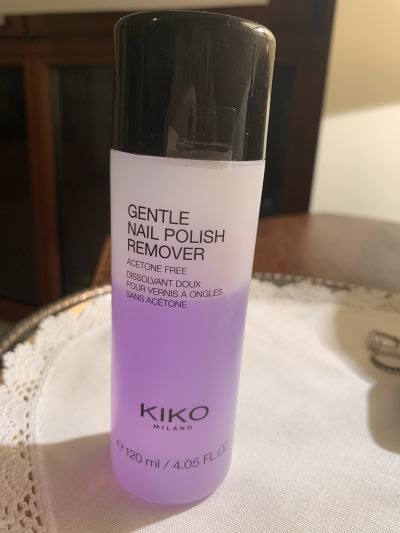 GENTLE
NAIL POLISH
REMOVER
ACETONE FREE
DISSOLVANT DOUX
POUR VERNIS À ONGLES
SANS ACÉTONE
KIKO
MILANO
℮ 120 ml / 4.05 FL.OZ.